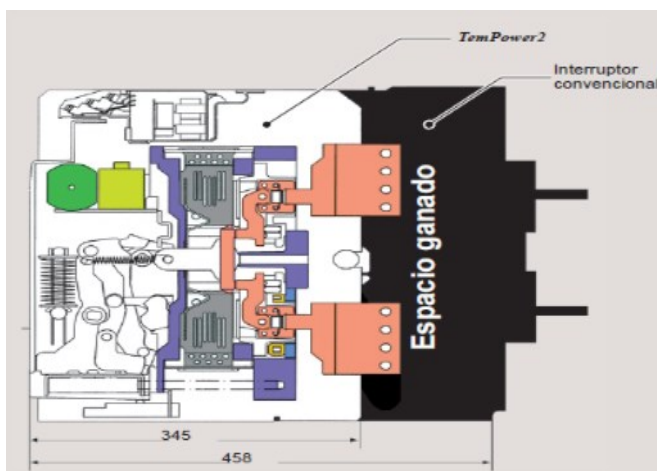 TemPower2
Interruptor
convencional
Espacio ganado
345
458